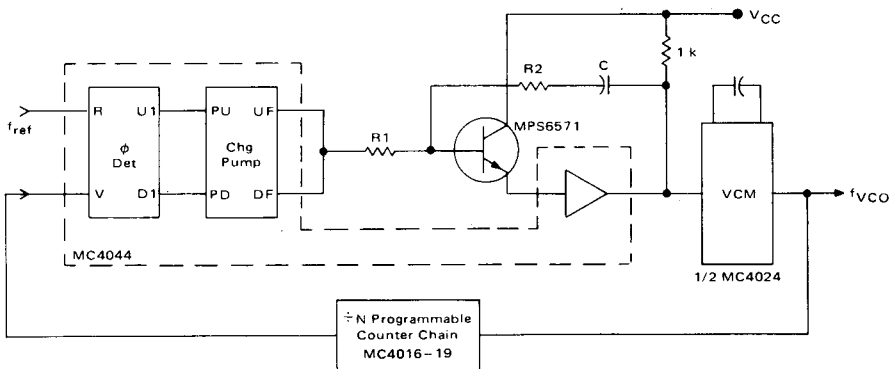 VCC
1 k
R2
C
MPS6571
R1
fref
R
U1
φ
Det
V
D1
PU
UF
Chg
Pump
PD
DF
MC4044
VCM
fVCO
1/2 MC4024
÷N Programmable
Counter Chain
MC4016-19